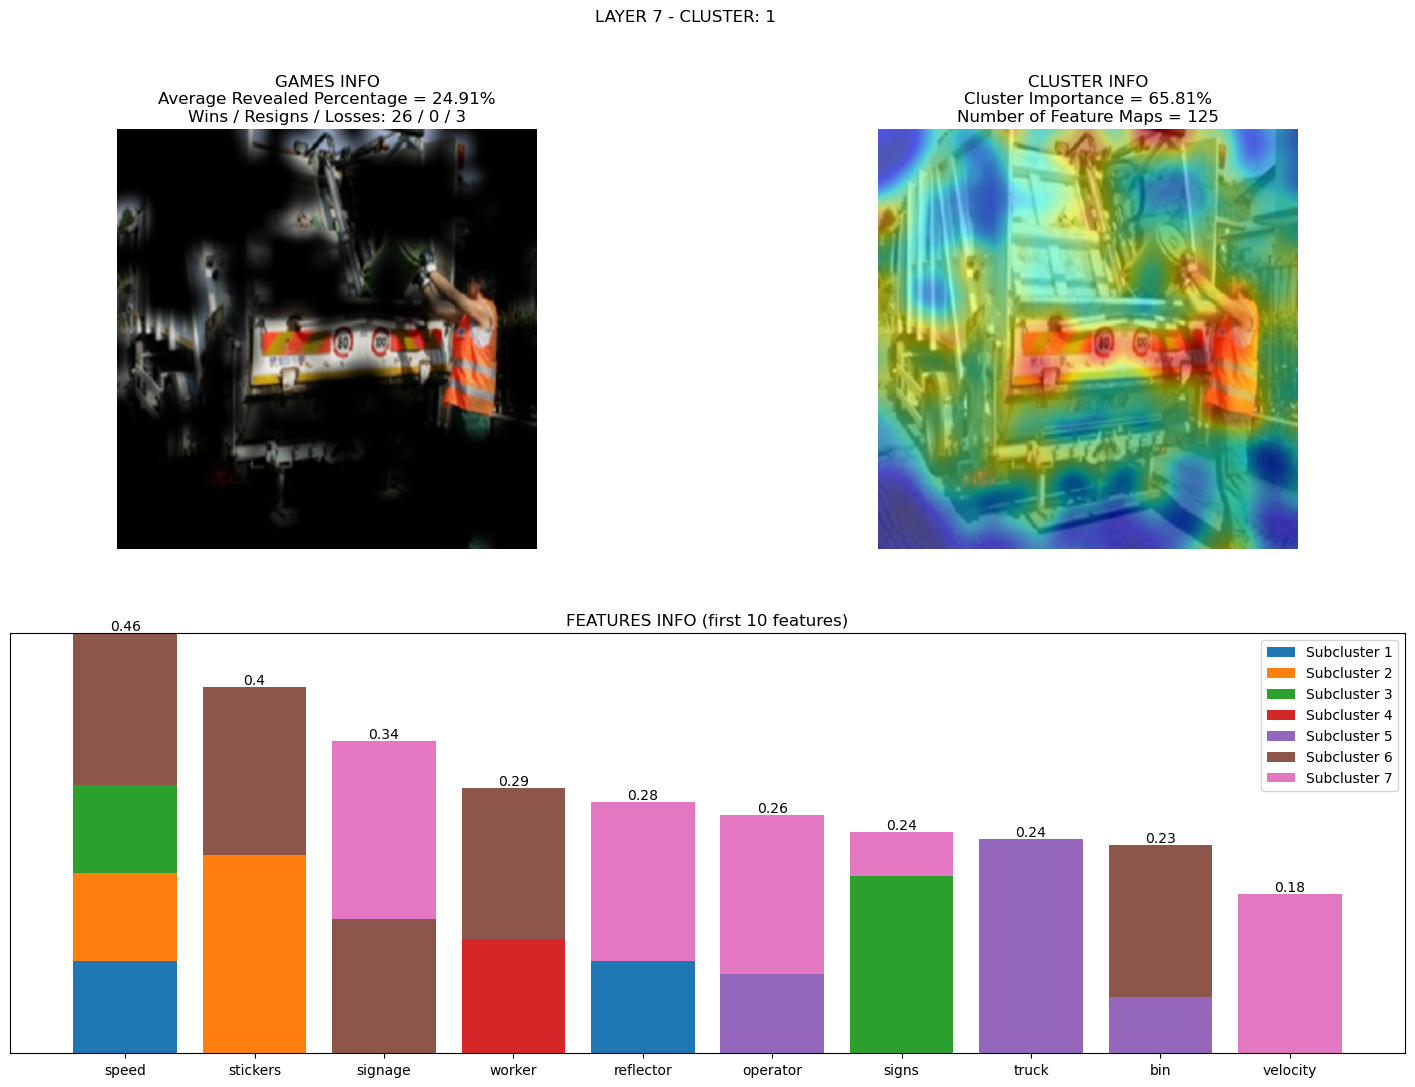 LAYER 7 - CLUSTER: 1
GAMES INFO
Average Revealed Percentage = 24.91%
Wins / Resigns / Losses: 26 / 0 / 3
CLUSTER INFO
Cluster Importance = 65.81%
Number of Feature Maps = 125
80
100
80
100
FEATURES INFO (first 10 features)
0.46
0.4
0.34
0.29
0.28
0.26
0.24
0.24
0.23
0.18
Subcluster 1
Subcluster 2
Subcluster 3
Subcluster 4
Subcluster 5
Subcluster 6
Subcluster 7
speed
stickers
signage
worker
reflector
operator
signs
truck
bin
velocity